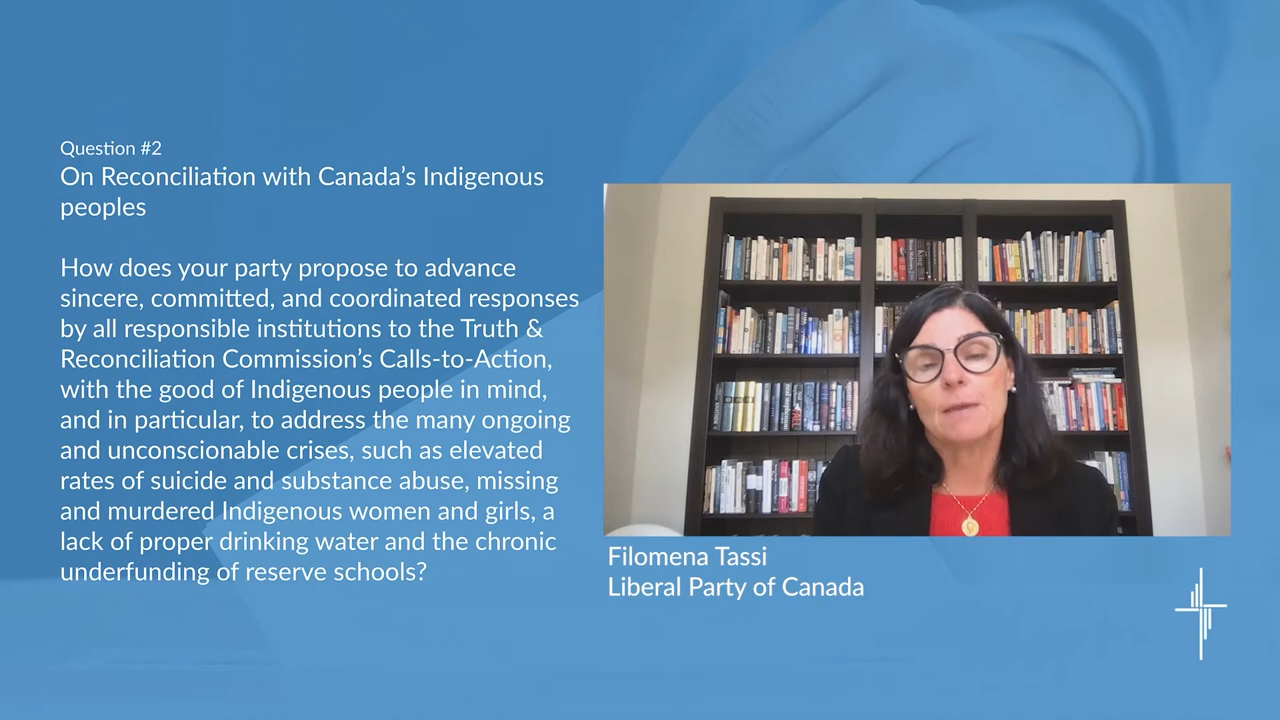 Question #2
On Reconciliation with Canada’s Indigenous
peoples
How does your party propose to advance
sincere, committed, and coordinated responses
by all responsible institutions to the Truth &
Reconciliation Commission’s Calls-to-Action,
with the good of Indigenous people in mind,
and in particular, to address the many ongoing
and unconscionable crises, such as elevated
rates of suicide and substance abuse, missing
and murdered Indigenous women and girls, a
lack of proper drinking water and the chronic
underfunding of reserve schools?
Filomena Tassi
Liberal Party of Canada